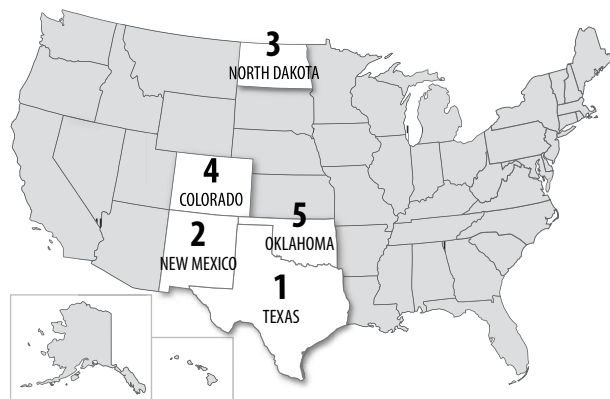 3
NORTH DAKOTA
4
COLORADO
5
OKLAHOMA
2
NEW MEXICO
1
TEXAS